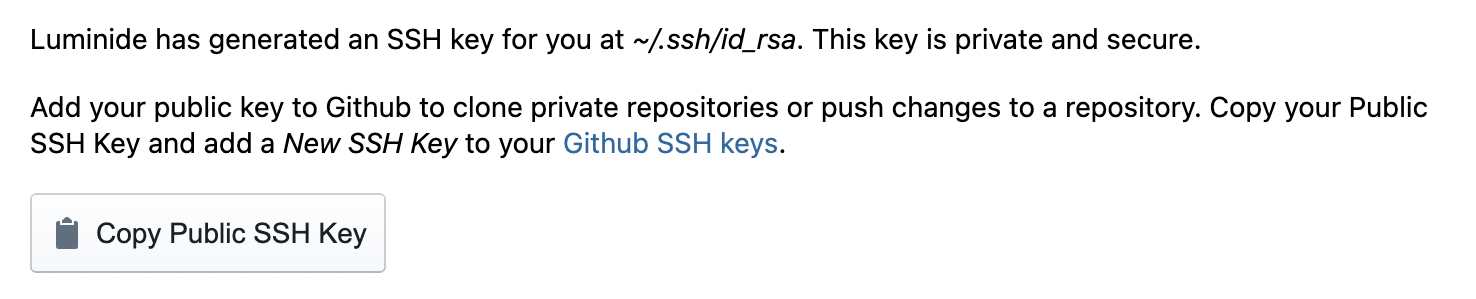 Luminide has generated an SSH key for you at ~/.ssh/id_rsa. This key is private and secure.
Add your public key to Github to clone private repositories or push changes to a repository. Copy your Public
SSH Key and add a New SSH Key to your Github SSH keys.
Copy Public SSH Key